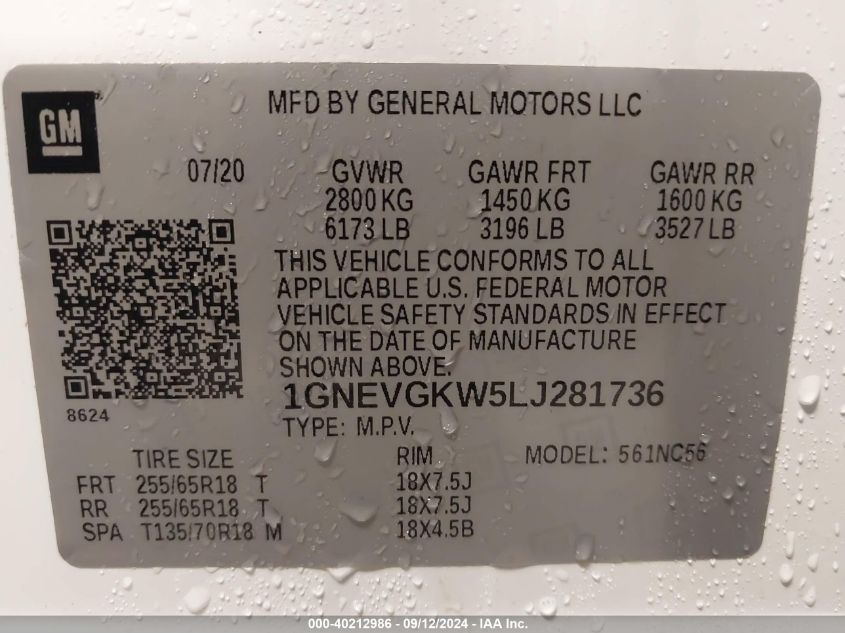 GM
MFD BY GENERAL MOTORS LLC
07/20 GVWR GAWR FRT GAWR RR
2800 KG 1450 KG 1600 KG
6173 LB 3196 LB 3527 LB
THIS VEHICLE CONFORMS TO ALL
APPLICABLE U.S. FEDERAL MOTOR
VEHICLE SAFETY STANDARDS IN EFFECT
ON THE DATE OF MANUFACTURE
SHOWN ABOVE.
1GNEVGKW5LJ281736
8624
TYPE: M.P.V.
TIRE SIZE RIM MODEL: 561NC56
FRT 255/65R18 T 18X7.5J
RR 255/65R18 T 18X7.5J
SPA T135/70R18 M 18X4.5B
000-40212986 - 09/12/2024 - IAA Inc.